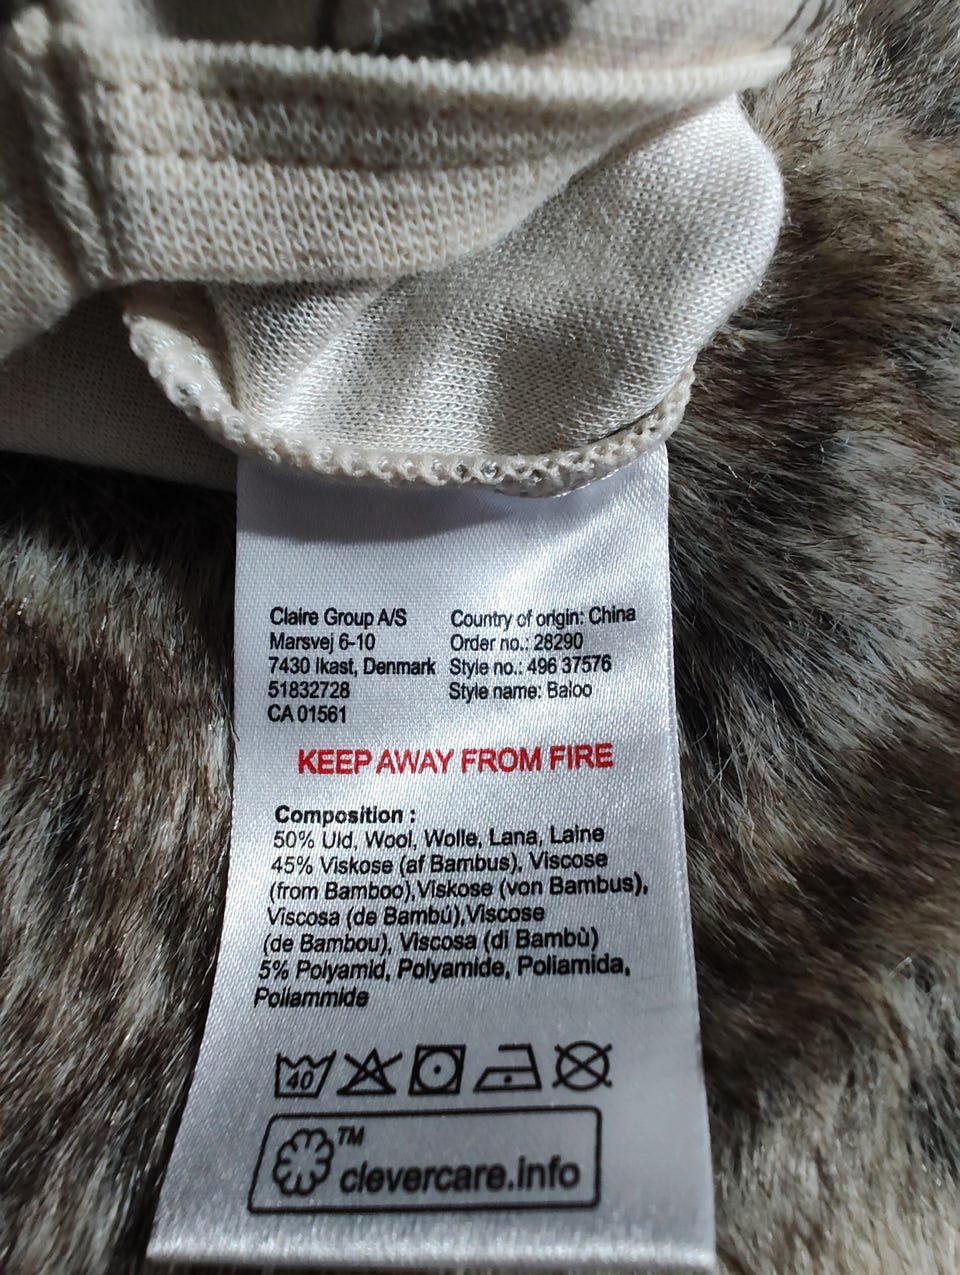 Claire Group A/S
Marsvej 6-10
7430 Ikast, Denmark
51832728
CA 01561
Country of origin: China
Order no.: 28290
Style no.: 496 37576
Style name: Baloo
KEEP AWAY FROM FIRE
Composition :
50% Uld, Wool, Wolle, Lana, Laine
45% Viskose (af Bambus), Viscose
(from Bamboo),Viskose (von Bambus),
Viscosa (de Bambú),Viscose
(de Bambou), Viscosa (di Bambù)
5% Polyamid, Polyamide, Poliamida,
Poliammide
40
TM
clevercare.info